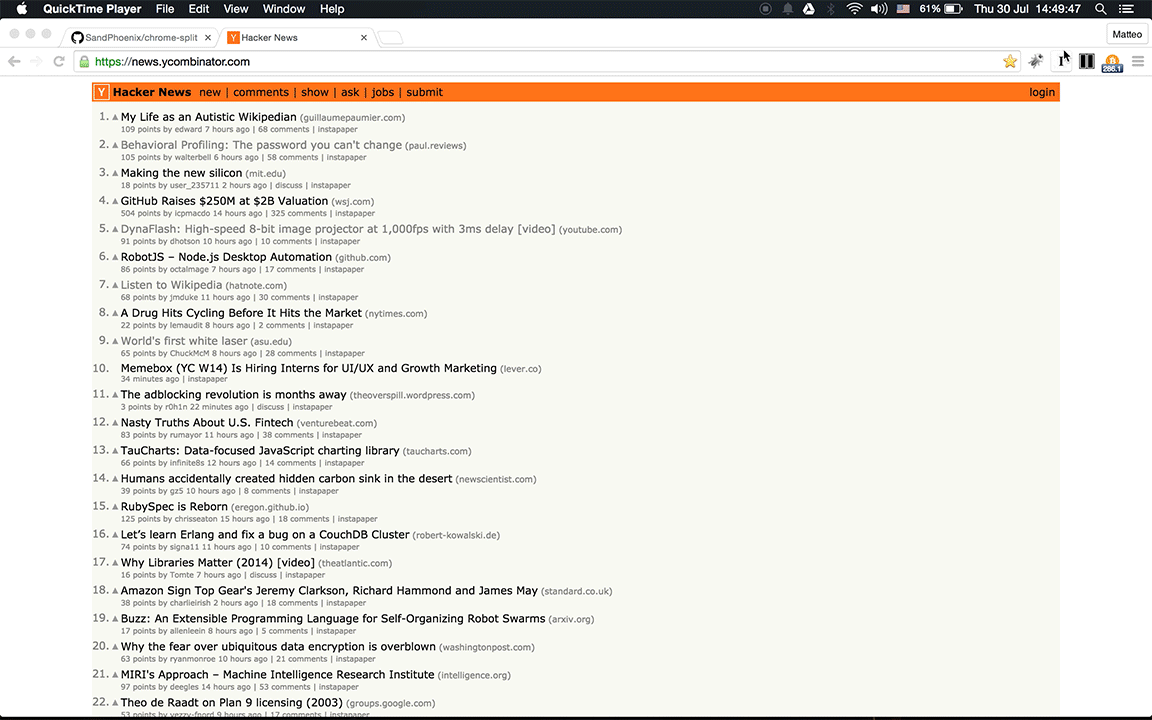 QuickTime Player File Edit View Window Help 61% Thu 30 Jul 14:49:47
SandPhoenix/chrome-split Hacker News Matteo
https://news.ycombinator.com 286.1
Y Hacker News new | comments | show | ask | jobs | submit login
1. My Life as an Autistic Wikipedian (guillaumepaumier.com)
109 points by edward 7 hours ago | 68 comments | instapaper
2. Behavioral Profiling: The password you can't change (paul.reviews)
105 points by walterbell 6 hours ago | 58 comments | instapaper
3. Making the new silicon (mit.edu)
18 points by user_235711 2 hours ago | discuss | instapaper
4. GitHub Raises $250M at $2B Valuation (wsj.com)
504 points by icpmacdo 14 hours ago | 325 comments | instapaper
5. DynaFlash: High-speed 8-bit image projector at 1,000fps with 3ms delay [video] (youtube.com)
91 points by dhotson 10 hours ago | 10 comments | instapaper
6. RobotJS – Node.js Desktop Automation (github.com)
86 points by octalmage 7 hours ago | 17 comments | instapaper
7. Listen to Wikipedia (hatnote.com)
68 points by jmduke 11 hours ago | 30 comments | instapaper
8. A Drug Hits Cycling Before It Hits the Market (nytimes.com)
22 points by lemaudit 8 hours ago | 2 comments | instapaper
9. World's first white laser (asu.edu)
65 points by ChuckMcM 8 hours ago | 28 comments | instapaper
10. Memebox (YC W14) Is Hiring Interns for UI/UX and Growth Marketing (lever.co)
34 minutes ago | instapaper
11. The adblocking revolution is months away (theoverspill.wordpress.com)
3 points by r0h1n 22 minutes ago | discuss | instapaper
12. Nasty Truths About U.S. Fintech (venturebeat.com)
83 points by rumayor 11 hours ago | 38 comments | instapaper
13. TauCharts: Data-focused JavaScript charting library (taucharts.com)
66 points by infinite8s 12 hours ago | 14 comments | instapaper
14. Humans accidentally created hidden carbon sink in the desert (newscientist.com)
39 points by gz5 10 hours ago | 8 comments | instapaper
15. RubySpec is Reborn (eregon.github.io)
125 points by chrisseaton 15 hours ago | 18 comments | instapaper
16. Let's learn Erlang and fix a bug on a CouchDB Cluster (robert-kowalski.de)
74 points by signa11 11 hours ago | 10 comments | instapaper
17. Why Libraries Matter (2014) [video] (theatlantic.com)
16 points by Tomte 7 hours ago | discuss | instapaper
18. Amazon Sign Top Gear's Jeremy Clarkson, Richard Hammond and James May (standard.co.uk)
38 points by charlieirish 2 hours ago | 18 comments | instapaper
19. Buzz: An Extensible Programming Language for Self-Organizing Robot Swarms (arxiv.org)
17 points by allenleein 8 hours ago | 5 comments | instapaper
20. Why the fear over ubiquitous data encryption is overblown (washingtonpost.com)
63 points by ryanmonroe 10 hours ago | 21 comments | instapaper
21. MIRI's Approach – Machine Intelligence Research Institute (intelligence.org)
97 points by deegles 14 hours ago | 53 comments | instapaper
22. Theo de Raadt on Plan 9 licensing (2003) (groups.google.com)
53 points by vezzy-fnord 9 hours ago | 17 comments | instapaper